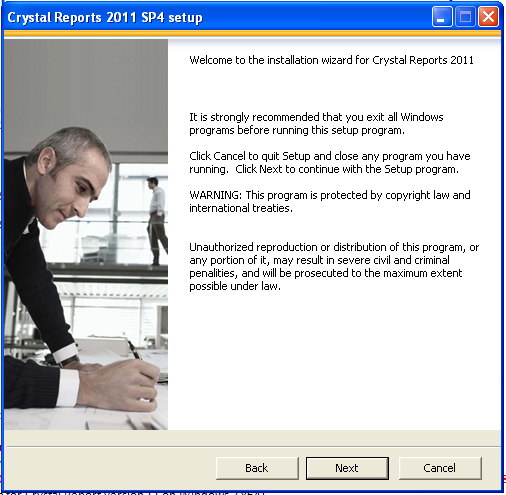 Crystal Reports 2011 SP4 setup
Welcome to the installation wizard for Crystal Reports 2011
It is strongly recommended that you exit all Windows
programs before running this setup program.
Click Cancel to quit Setup and close any program you have
running.  Click Next to continue with the Setup program.
WARNING: This program is protected by copyright law and
international treaties.
Unauthorized reproduction or distribution of this program, or
any portion of it, may result in severe civil and criminal
penalities, and will be prosecuted to the maximum extent
possible under law.
Back
Next
Cancel